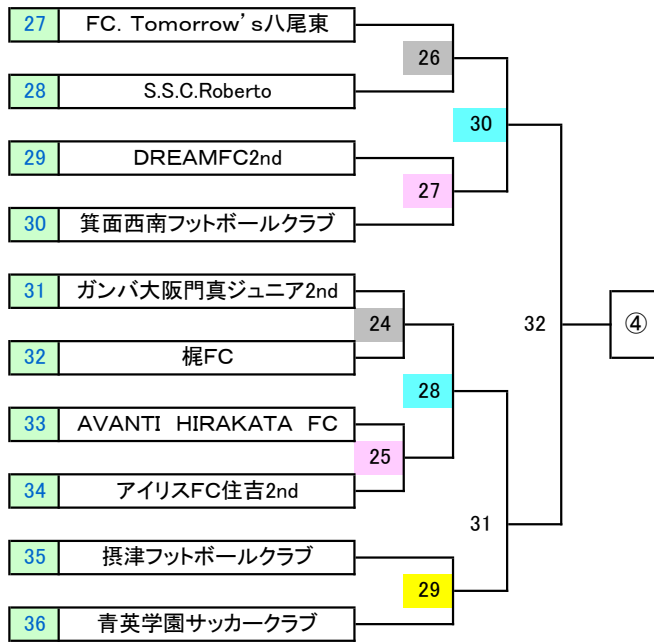 27 FC. Tomorrow’s八尾東
26
28 S.S.C.Roberto
30
29 DREAMFC2nd
27
30 箕面西南フットボールクラブ
31 ガンバ大阪門真ジュニア2nd
24
32
④
32 梶FC
28
33 AVANTI HIRAKATA FC
25
34 アイリスFC住吉2nd
31
35 摂津フットボールクラブ
29
36 青英学園サッカークラブ